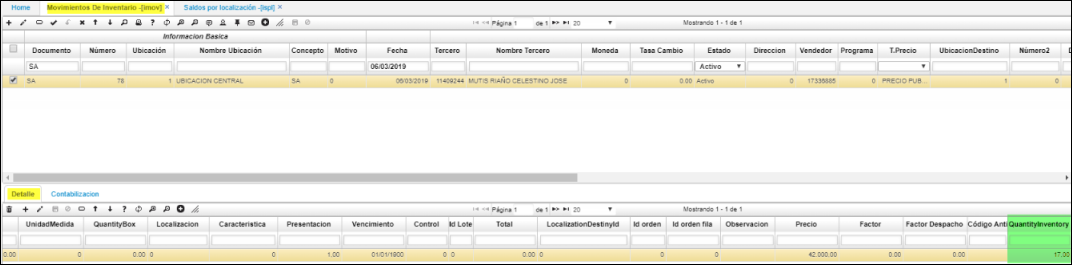 Home Movimientos De Inventario -[imov] × Saldos por localización -[ispl] ×
Página 1 de 1 20 Mostrando 1 - 1 de 1
Informacion Basica
Documento Número Ubicación Nombre Ubicación Concepto Motivo Fecha Tercero Nombre Tercero Moneda Tasa Cambio Estado Direccion Vendedor Programa T.Precio UbicacionDestino Número2
SA 06/03/2019 Activo
SA 78 1 UBICACION CENTRAL SA 0 06/03/2019 11409244 MUTIS RIAÑO CELESTINO JOSE 0 0.00 Activo 0 17336885 0 PRECIO PUB... 1 0
Detalle Contabilizacion
Página 1 de 1 20 Mostrando 1 - 1 de 1
UnidadMedida QuantityBox Localizacion Caracteristica Presentacion Vencimiento Control Id Lote Total LocalizationDestinyId Id orden Id orden fila Observacion Precio Factor Factor Despacho Código Anti QuantityInventory
0.00 0 0.00 0 0 1.00 01/01/1900 0 0 0.00 0 0 0 42.000,00 0.00 0.00 17.00